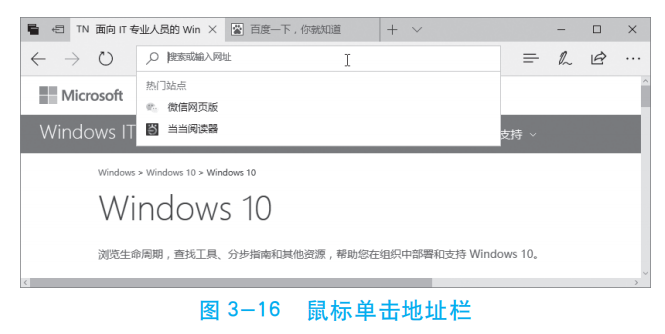 TN 面向 IT 专业人员的 Win
百度一下，你就知道
搜索或输入网址
热门站点
微信网页版
当当阅读器
Microsoft
Windows IT
支持
Windows > Windows 10 > Windows 10
Windows 10
浏览生命周期，查找工具、分步指南和其他资源，帮助您在组织中部署和支持 Windows 10。
图 3-16 鼠标单击地址栏